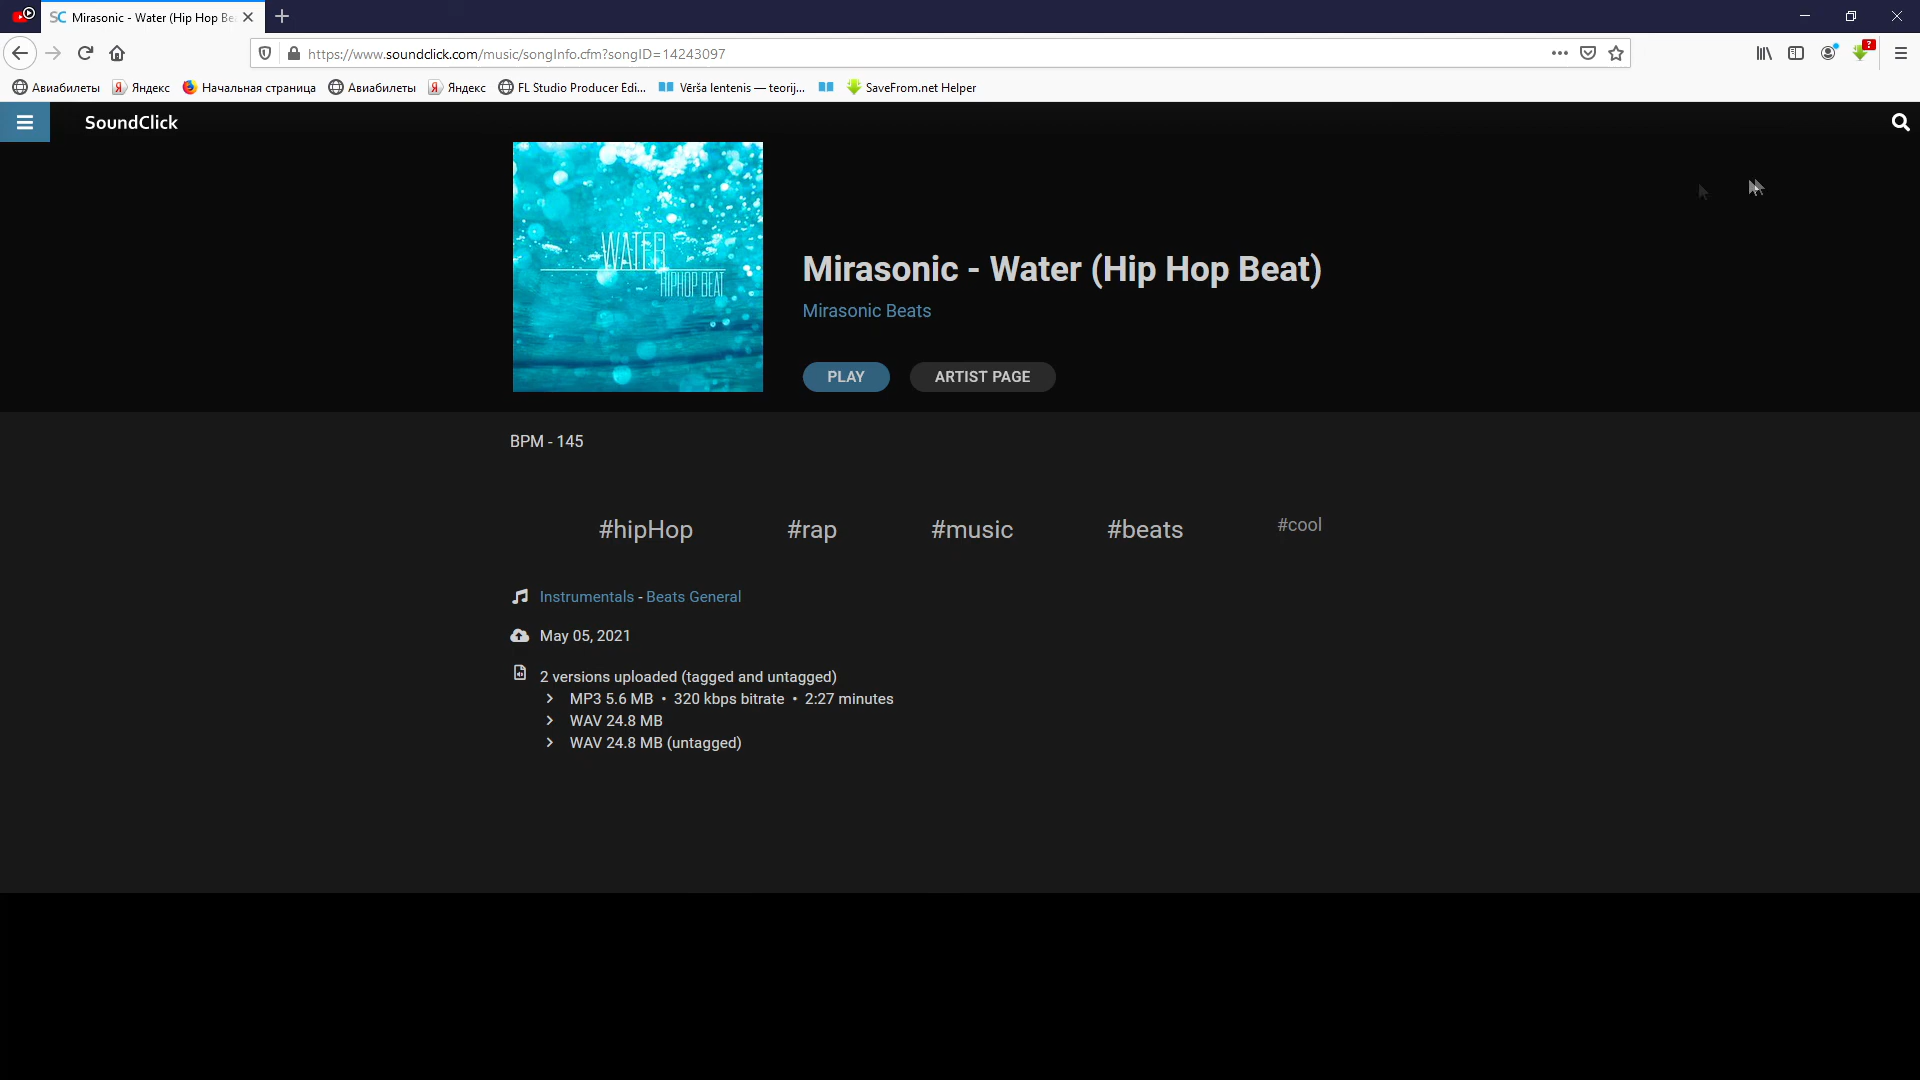 SC Mirasonic - Water (Hip Hop Be
https://www.soundclick.com/music/songInfo.cfm?songID=14243097
?
Авиабилеты Яндекс Начальная страница Авиабилеты Яндекс FL Studio Producer Edi... Vērša lentenis — teorij... SaveFrom.net Helper
SoundClick
WATER
HIPHOP BEAT
Mirasonic - Water (Hip Hop Beat)
Mirasonic Beats
PLAY ARTIST PAGE
BPM - 145
#hipHop #rap #music #beats #cool
Instrumentals - Beats General
May 05, 2021
2 versions uploaded (tagged and untagged)
MP3 5.6 MB • 320 kbps bitrate • 2:27 minutes
WAV 24.8 MB
WAV 24.8 MB (untagged)